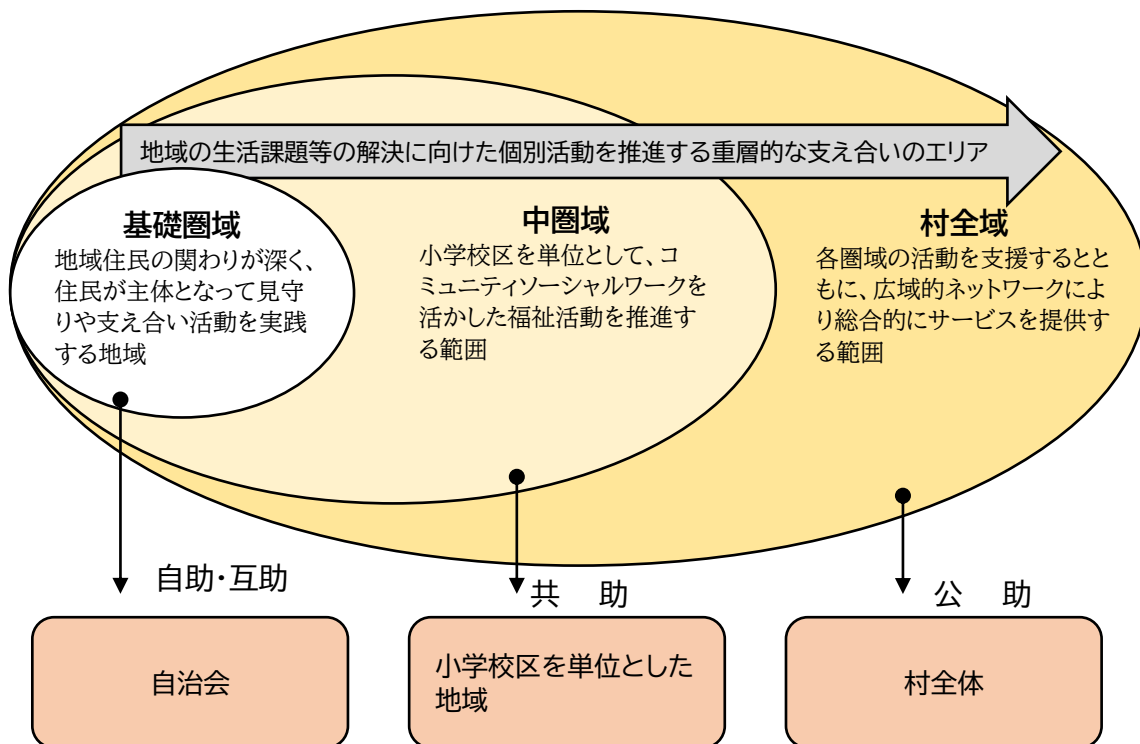 地域の生活課題等の解決に向けた個別活動を推進する重層的な支え合いのエリア
基礎圏域
地域住民の関わりが深く、
住民が主体となって見守
りや支え合い活動を実践
する地域
中圏域
小学校区を単位として、コ
ミュニティソーシャルワークを
活かした福祉活動を推進す
る範囲
村全域
各圏域の活動を支援するとと
もに、広域的ネットワークによ
り総合的にサービスを提供す
る範囲
自助・互助
共　助
公　助
自治会
小学校区を単位とした
地域
村全体